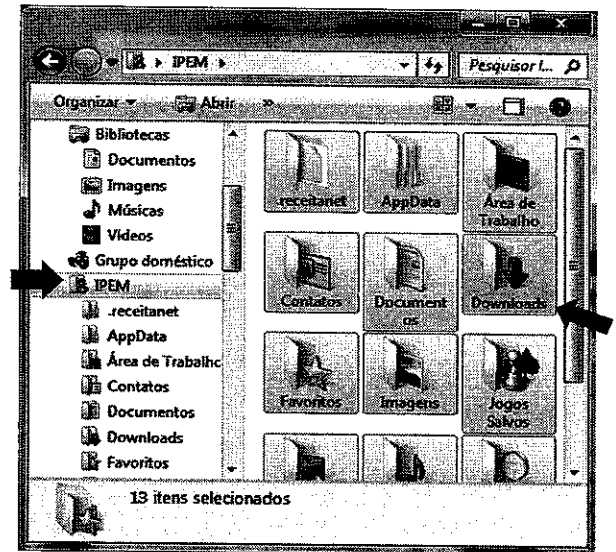 IPEM
Pesquisar I...
Organizar
Abrir
»
Bibliotecas
Documentos
Imagens
Músicas
Vídeos
Grupo doméstico
IPEM
.receitanet
AppData
Área de Trabalhc
Contatos
Documentos
Downloads
Favoritos
.receitanet
AppData
Área de
Trabalho
Contatos
Document
os
Downloads
Favoritos
Imagens
Jogos
Salvos
13 itens selecionados